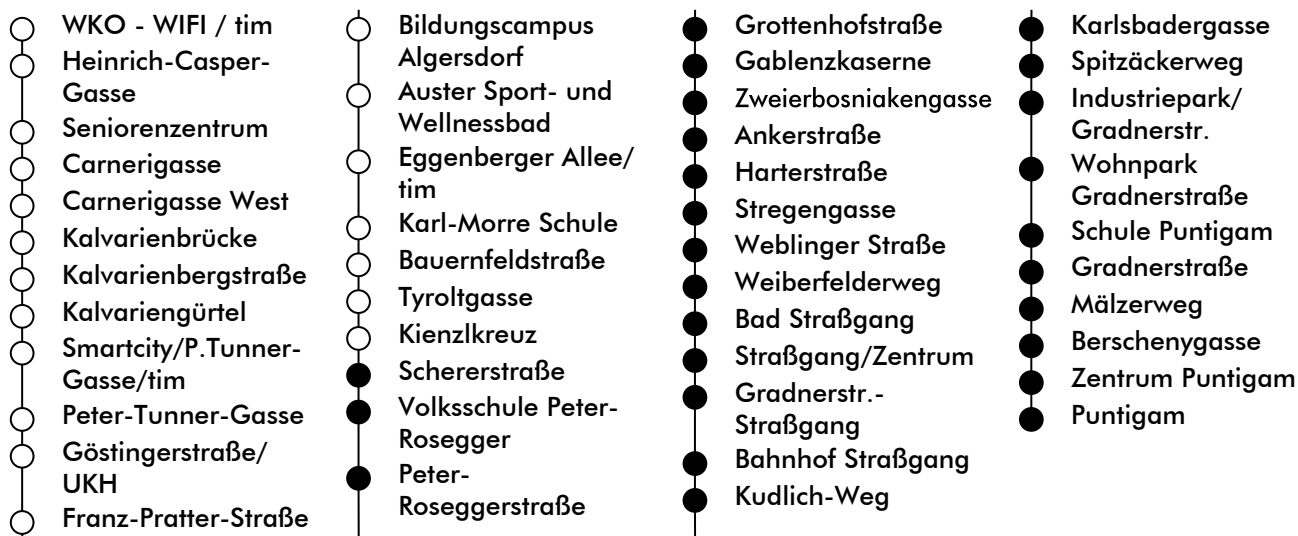 WKO - WIFI / tim
Heinrich-Casper-
Gasse
Seniorenzentrum
Carnerigasse
Carnerigasse West
Kalvarienbrücke
Kalvarienbergstraße
Kalvariengürtel
Smartcity/P.Tunner-
Gasse/tim
Peter-Tunner-Gasse
Göstingerstraße/
UKH
Franz-Pratter-Straße
Bildungscampus
Algersdorf
Auster Sport- und
Wellnessbad
Eggenberger Allee/
tim
Karl-Morre Schule
Bauernfeldstraße
Tyroltgasse
Kienzlkreuz
Schererstraße
Volksschule Peter-
Rosegger
Peter-
Roseggerstraße
Grottenhofstraße
Gablenzkaserne
Zweierbosniakengasse
Ankerstraße
Harterstraße
Stregengasse
Weblinger Straße
Weiberfelderweg
Bad Straßgang
Straßgang/Zentrum
Gradnerstr.-
Straßgang
Bahnhof Straßgang
Kudlich-Weg
Karlsbadergasse
Spitzäckerweg
Industriepark/
Gradnerstr.
Wohnpark
Gradnerstraße
Schule Puntigam
Gradnerstraße
Mälzerweg
Berschenygasse
Zentrum Puntigam
Puntigam